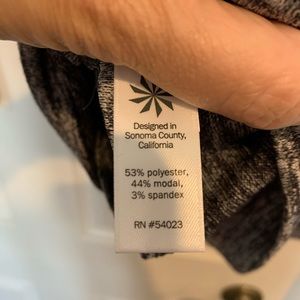 Designed in
Sonoma County,
California
53% polyester,
44% modal,
3% spandex
RN #54023